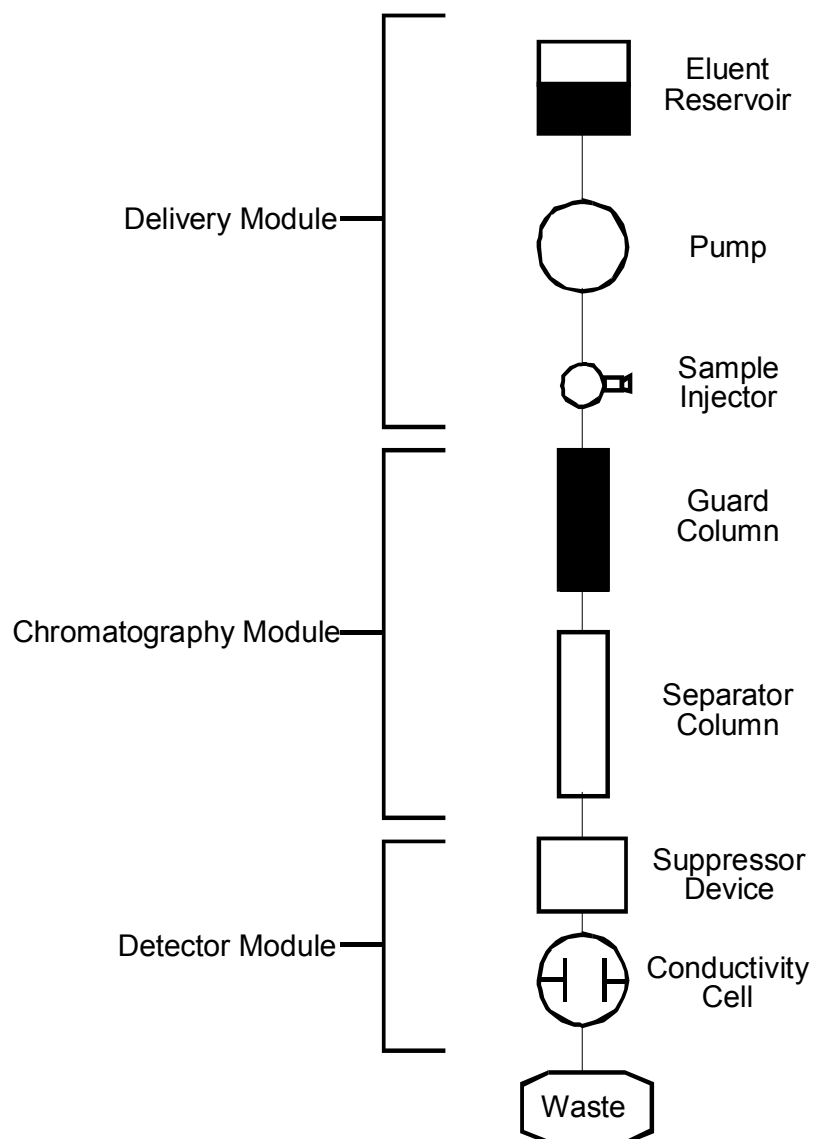 Eluent
Reservoir
Delivery Module
Pump
Sample
Injector
Guard
Column
Chromatography Module
Separator
Column
Suppressor
Device
Detector Module
Conductivity
Cell
Waste